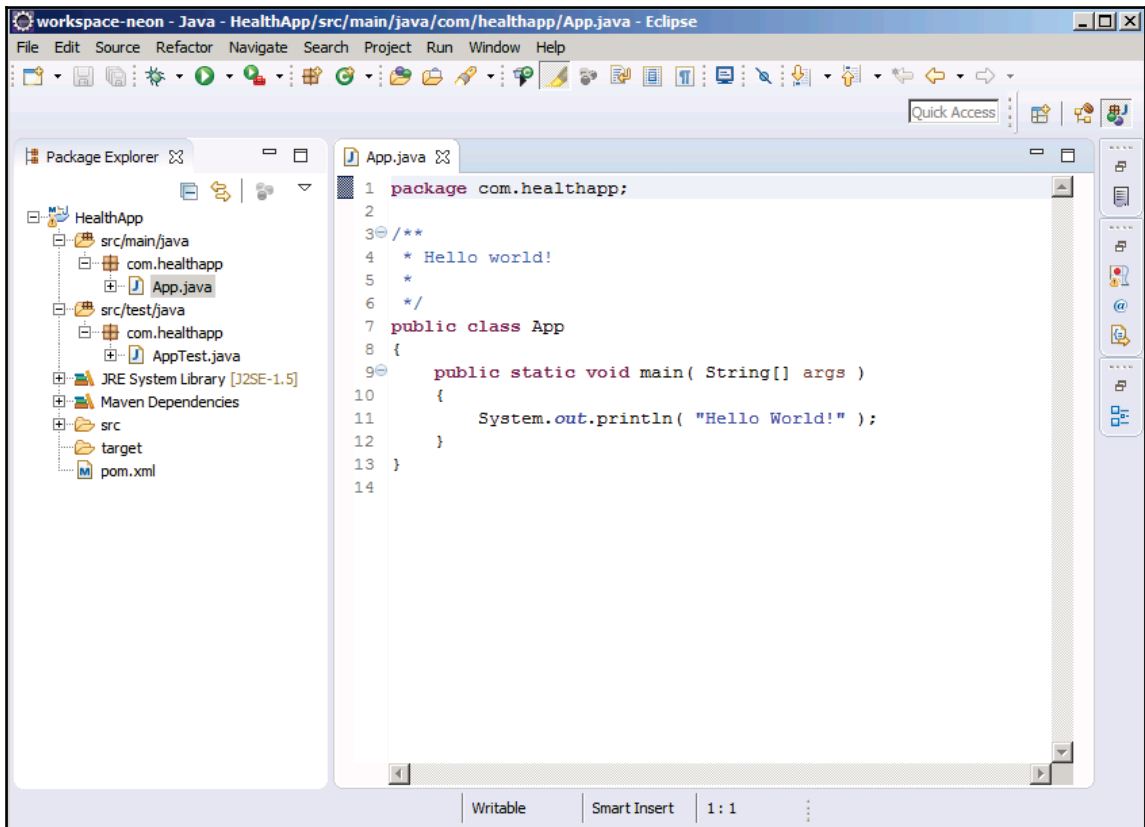 workspace-neon - Java - HealthApp/src/main/java/com/healthapp/App.java - Eclipse
File Edit Source Refactor Navigate Search Project Run Window Help
Quick Access
Package Explorer
HealthApp
src/main/java
com.healthapp
App.java
src/test/java
com.healthapp
AppTest.java
JRE System Library [J2SE-1.5]
Maven Dependencies
src
target
pom.xml
App.java
1 package com.healthapp;
2
3 /**
4 * Hello world!
5 *
6 */
7 public class App
8 {
9 public static void main( String[] args )
10 {
11 System.out.println( "Hello World!" );
12 }
13 }
14
Writable Smart Insert 1 : 1